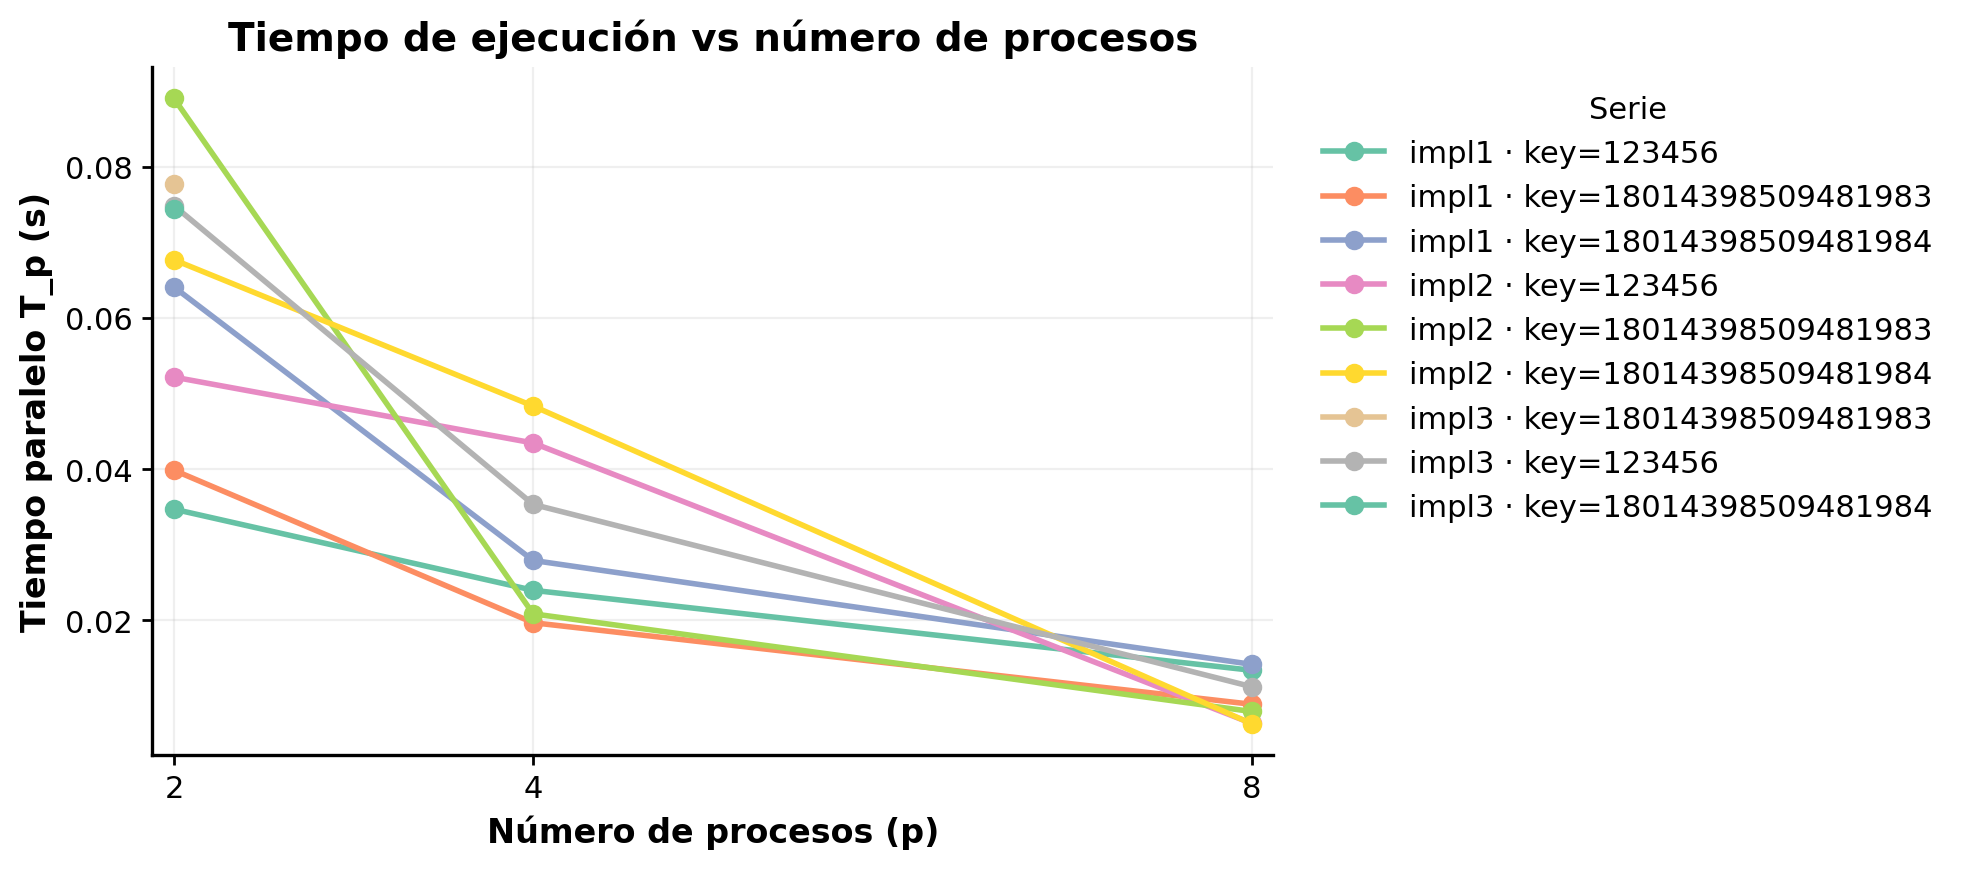 Tiempo de ejecución vs número de procesos
Tiempo paralelo T_p (s)
0.08
0.06
0.04
0.02
2 4 8
Número de procesos (p)
Serie
impl1 · key=123456
impl1 · key=18014398509481983
impl1 · key=18014398509481984
impl2 · key=123456
impl2 · key=18014398509481983
impl2 · key=18014398509481984
impl3 · key=18014398509481983
impl3 · key=123456
impl3 · key=18014398509481984